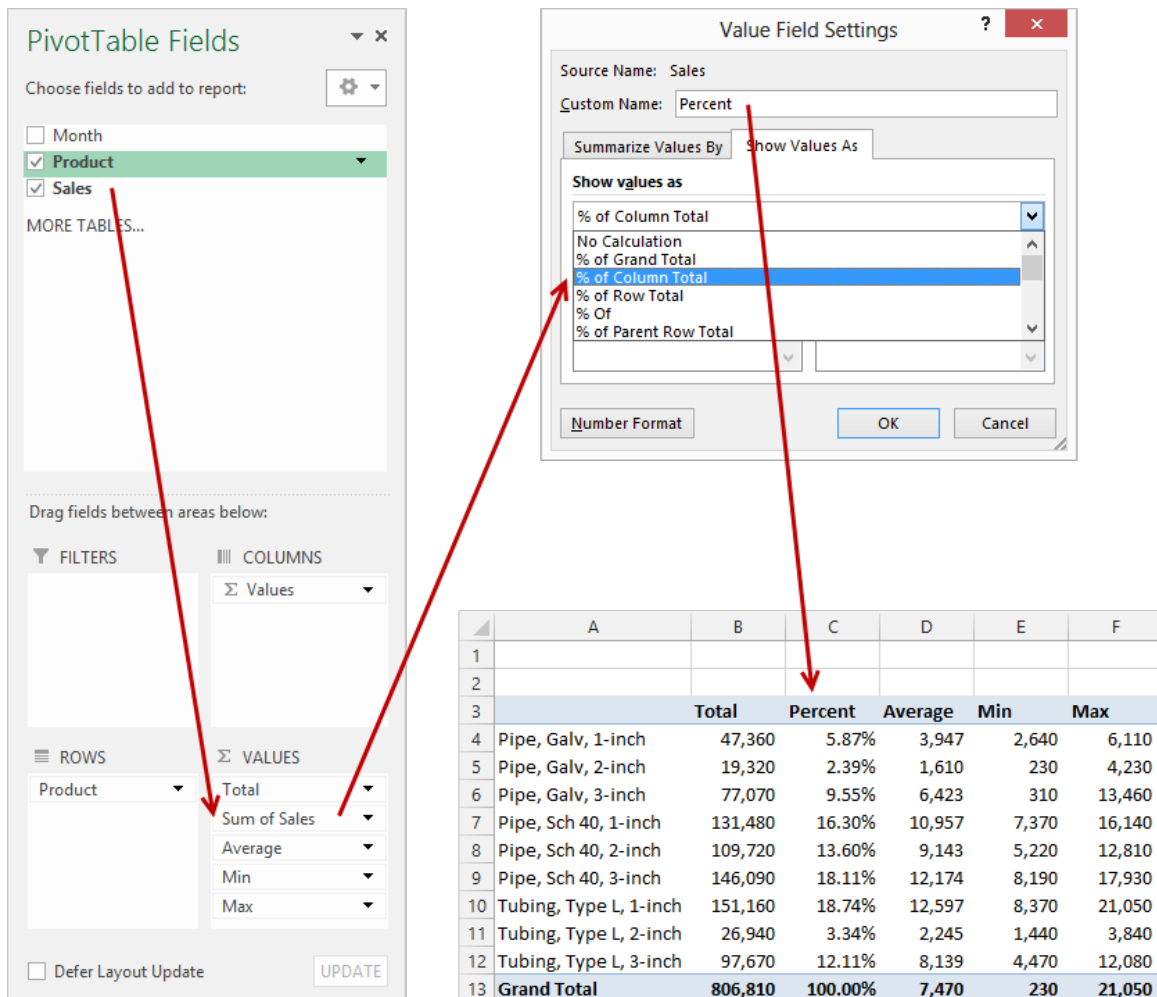 PivotTable Fields
Choose fields to add to report:
Month
Product
Sales
MORE TABLES...
Drag fields between areas below:
FILTERS
COLUMNS
Σ Values
ROWS
Σ VALUES
Product
Total
Sum of Sales
Average
Min
Max
Defer Layout Update
UPDATE
Value Field Settings
?
Source Name: Sales
Custom Name: Percent
Summarize Values By Show Values As
Show values as
% of Column Total
No Calculation
% of Grand Total
% of Column Total
% of Row Total
% Of
% of Parent Row Total
Number Format OK Cancel
A B C D E F
1
2
3 Total Percent Average Min Max
4 Pipe, Galv, 1-inch 47,360 5.87% 3,947 2,640 6,110
5 Pipe, Galv, 2-inch 19,320 2.39% 1,610 230 4,230
6 Pipe, Galv, 3-inch 77,070 9.55% 6,423 310 13,460
7 Pipe, Sch 40, 1-inch 131,480 16.30% 10,957 7,370 16,140
8 Pipe, Sch 40, 2-inch 109,720 13.60% 9,143 5,220 12,810
9 Pipe, Sch 40, 3-inch 146,090 18.11% 12,174 8,190 17,930
10 Tubing, Type L, 1-inch 151,160 18.74% 12,597 8,370 21,050
11 Tubing, Type L, 2-inch 26,940 3.34% 2,245 1,440 3,840
12 Tubing, Type L, 3-inch 97,670 12.11% 8,139 4,470 12,080
13 Grand Total 806,810 100.00% 7,470 230 21,050